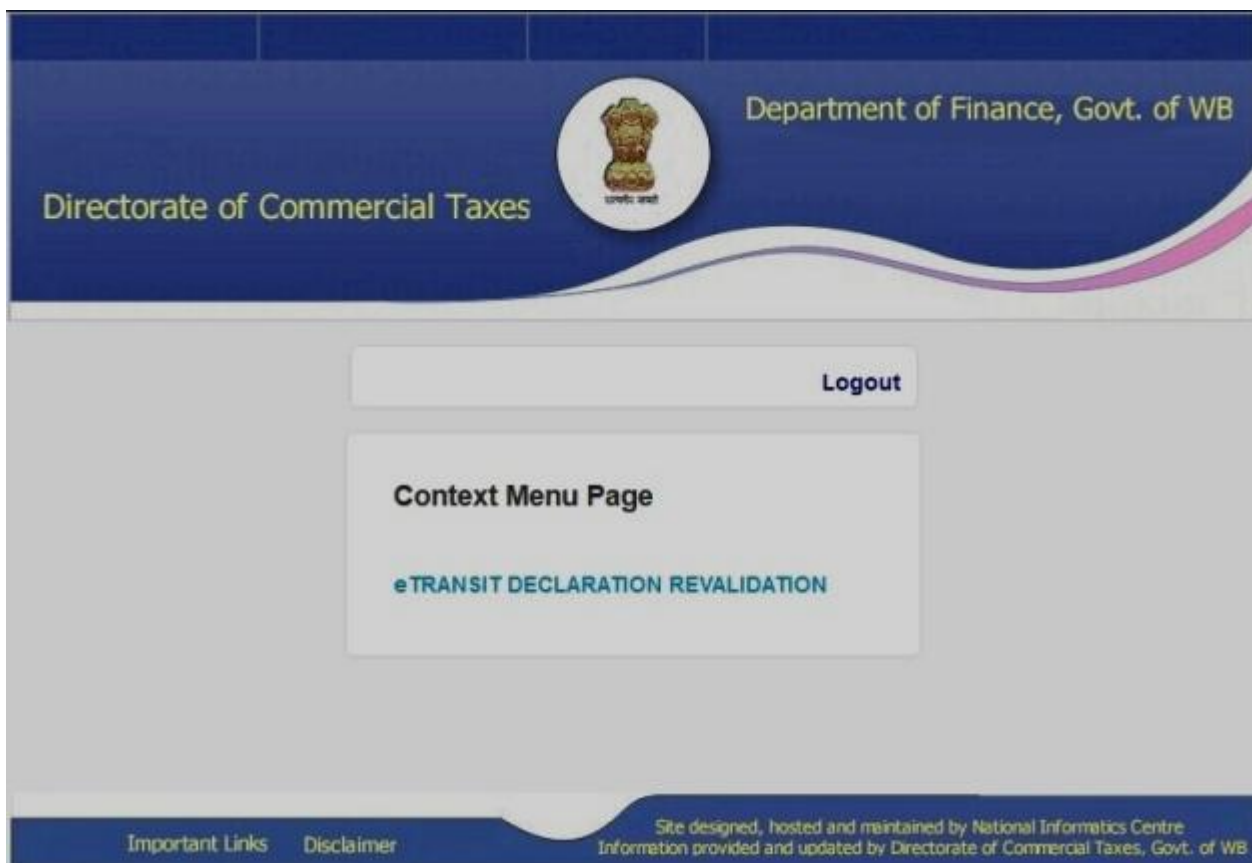 Department of Finance, Govt. of WB
Directorate of Commercial Taxes
Logout
Context Menu Page
eTRANSIT DECLARATION REVALIDATION
Important Links Disclaimer
Site designed, hosted and maintained by National Informatics Centre
Information provided and updated by Directorate of Commercial Taxes, Govt. of WB